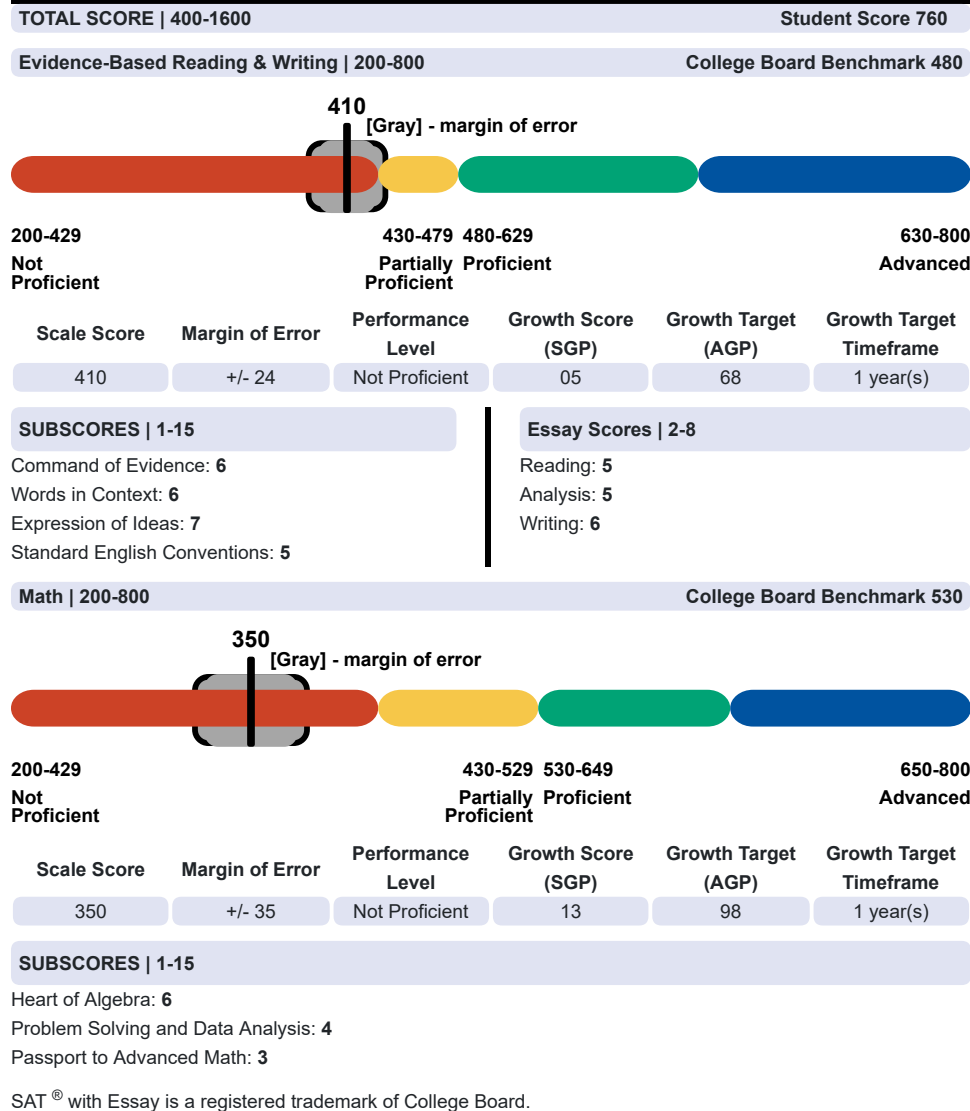 TOTAL SCORE | 400-1600 Student Score 760
Evidence-Based Reading & Writing | 200-800 College Board Benchmark 480
410
[Gray] - margin of error
200-429 430-479 480-629 630-800
Not Partially Proficient Advanced
Proficient Proficient
Scale Score Margin of Error Performance Level Growth Score (SGP) Growth Target (AGP) Growth Target Timeframe
410 +/- 24 Not Proficient 05 68 1 year(s)
SUBSCORES | 1-15
Command of Evidence: 6
Words in Context: 6
Expression of Ideas: 7
Standard English Conventions: 5
Essay Scores | 2-8
Reading: 5
Analysis: 5
Writing: 6
Math | 200-800 College Board Benchmark 530
350
[Gray] - margin of error
200-429 430-529 530-649 650-800
Not Partially Proficient Advanced
Proficient Proficient
Scale Score Margin of Error Performance Level Growth Score (SGP) Growth Target (AGP) Growth Target Timeframe
350 +/- 35 Not Proficient 13 98 1 year(s)
SUBSCORES | 1-15
Heart of Algebra: 6
Problem Solving and Data Analysis: 4
Passport to Advanced Math: 3
SAT ® with Essay is a registered trademark of College Board.